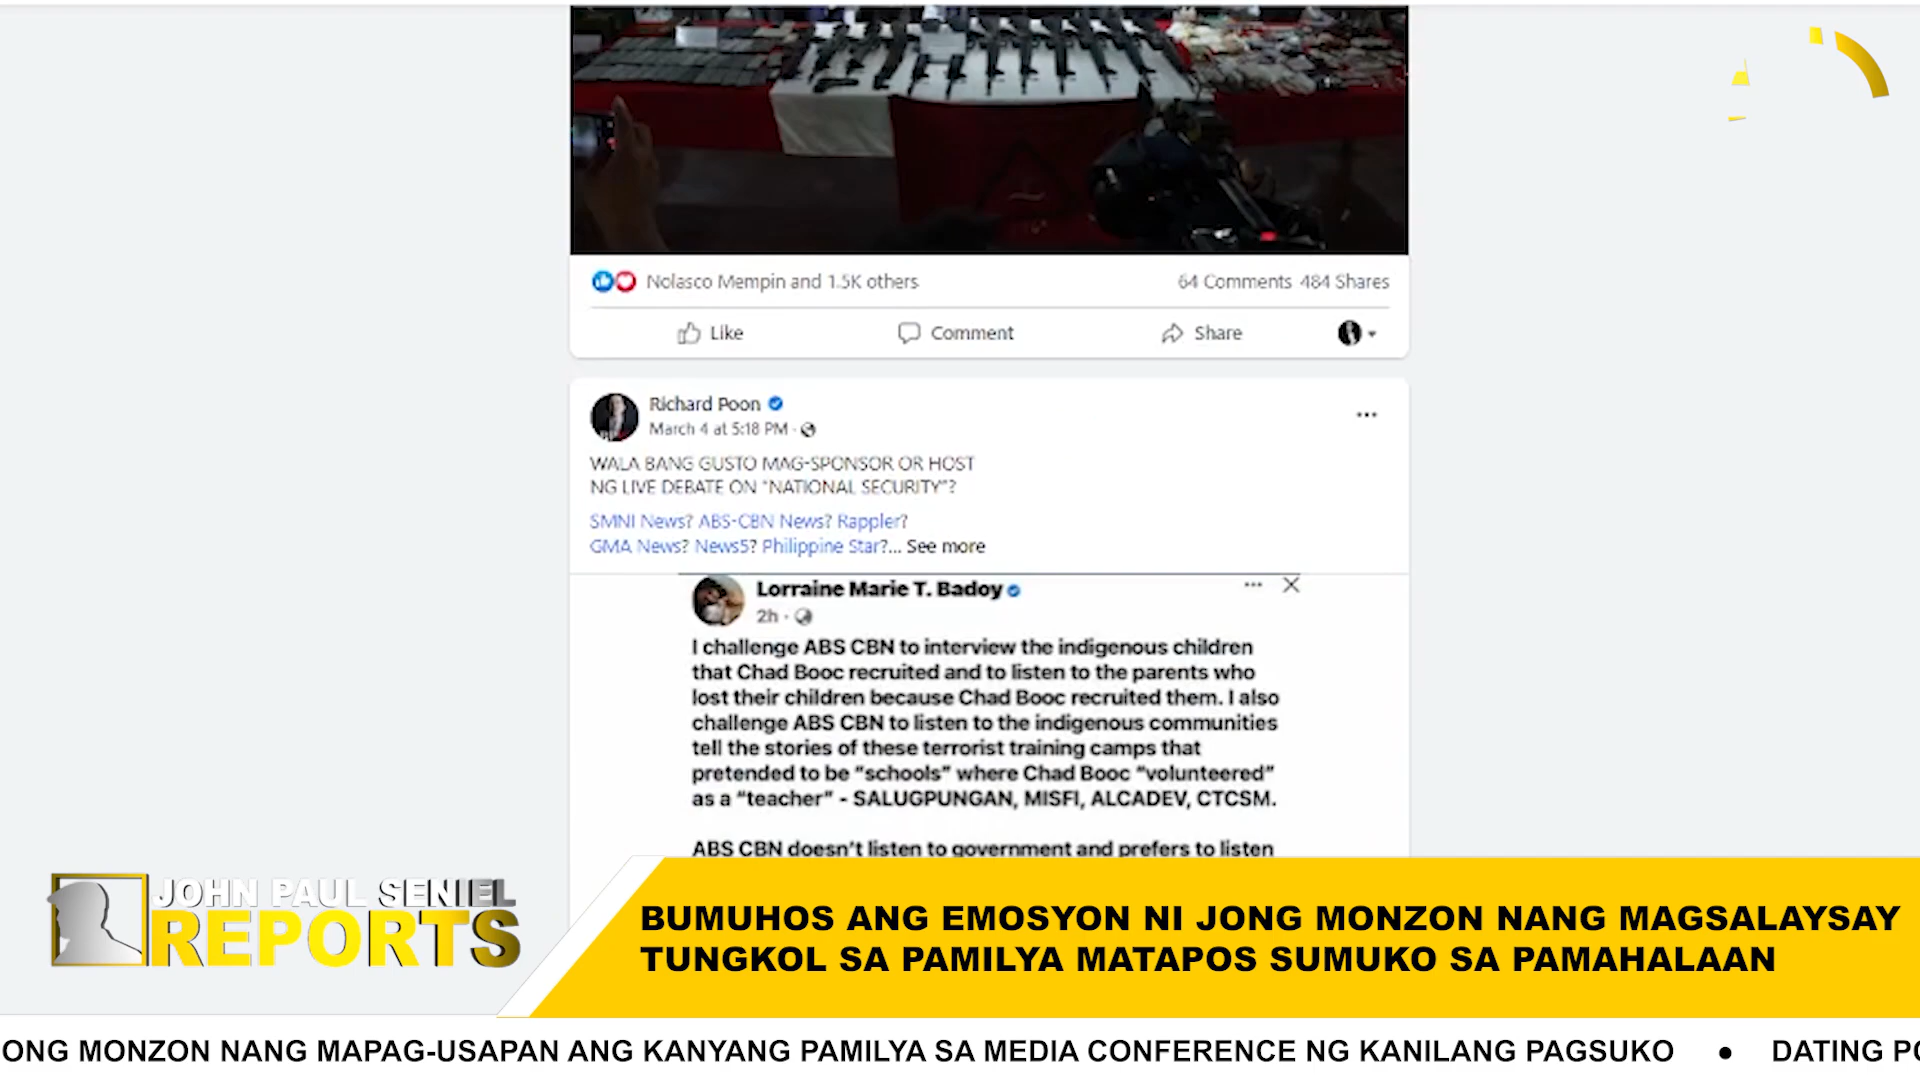 Nolasco Mempin and 1.5K others
64 Comments 484 Shares
Like
Comment
Share
Richard Poon
March 4 at 5:18 PM ·
WALA BANG GUSTO MAG-SPONSOR OR HOST
NG LIVE DEBATE ON "NATIONAL SECURITY"?
SMNI News? ABS-CBN News? Rappler?
GMA News? News5? Philippine Star?... See more
Lorraine Marie T. Badoy
2h ·
I challenge ABS CBN to interview the indigenous children
that Chad Booc recruited and to listen to the parents who
lost their children because Chad Booc recruited them. I also
challenge ABS CBN to listen to the indigenous communities
tell the stories of these terrorist training camps that
pretended to be "schools" where Chad Booc "volunteered"
as a "teacher" - SALUGPUNGAN, MISFI, ALCADEV, CTCSM.
ABS CBN doesn't listen to government and prefers to listen
JOHN PAUL SENIEL
REPORTS
BUMUHOS ANG EMOSYON NI JONG MONZON NANG MAGSALAYSAY
TUNGKOL SA PAMILYA MATAPOS SUMUKO SA PAMAHALAAN
ONG MONZON NANG MAPAG-USAPAN ANG KANYANG PAMILYA SA MEDIA CONFERENCE NG KANILANG PAGSUKO • DATING